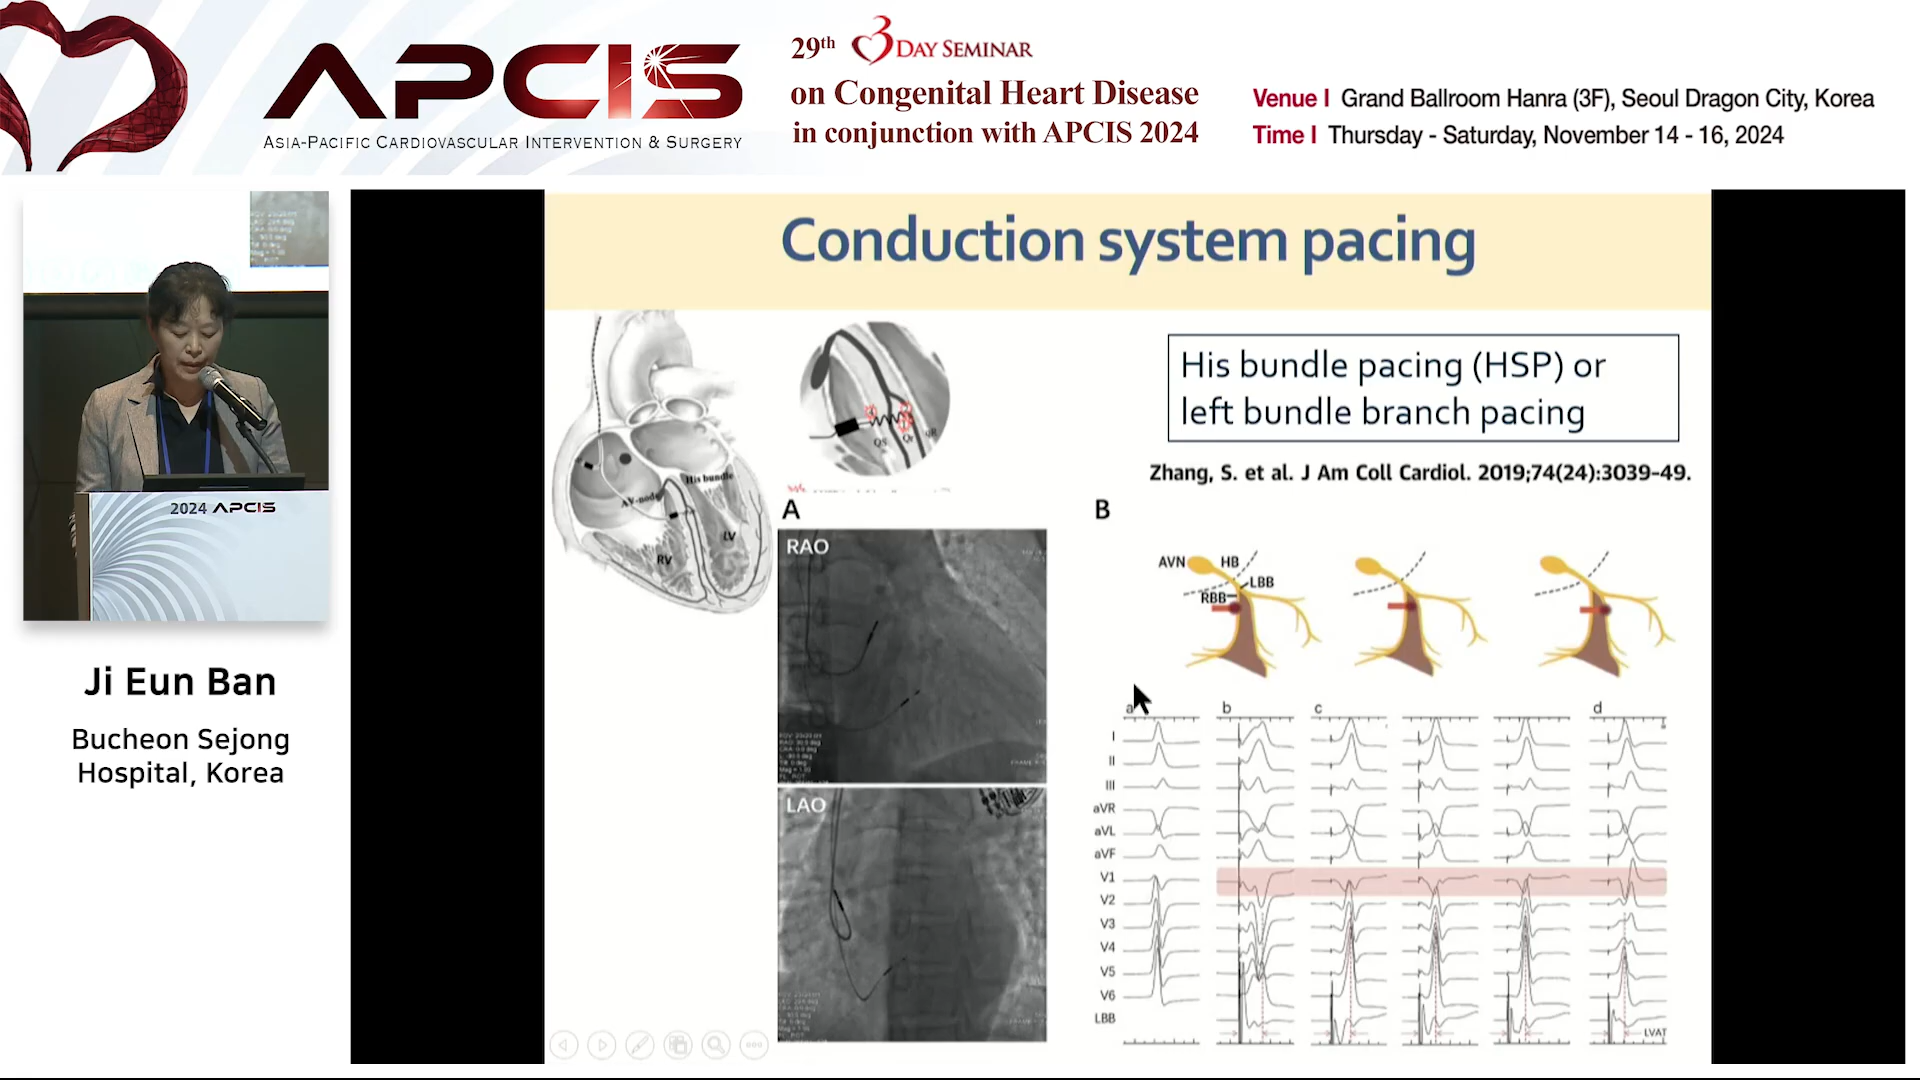 APCIS
ASIA-PACIFIC CARDIOVASCULAR INTERVENTION & SURGERY
29th 3 DAY SEMINAR
on Congenital Heart Disease
in conjunction with APCIS 2024
Venue I Grand Ballroom Hanra (3F), Seoul Dragon City, Korea
Time I Thursday - Saturday, November 14 - 16, 2024
2024 APCIS
Ji Eun Ban
Bucheon Sejong
Hospital, Korea
Conduction system pacing
His bundle pacing (HSP) or
left bundle branch pacing
Zhang, S. et al. J Am Coll Cardiol. 2019;74(24):3039-49.
AV-node
His bundle
RV
LV
QS
Qr
qR
A
RAO
LAO
B
AVN
HB
LBB
RBB
a
b
c
d
I
II
III
aVR
aVL
aVF
V1
V2
V3
V4
V5
V6
LBB
LVAT